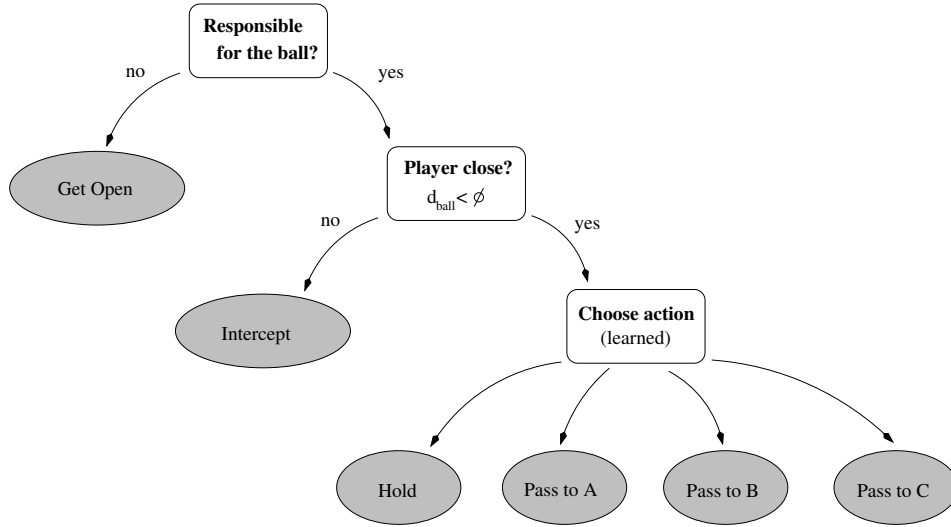 Responsible
for the ball?
no
yes
Get Open
Player close?
d_ball < ϕ
no
yes
Intercept
Choose action
(learned)
Hold
Pass to A
Pass to B
Pass to C